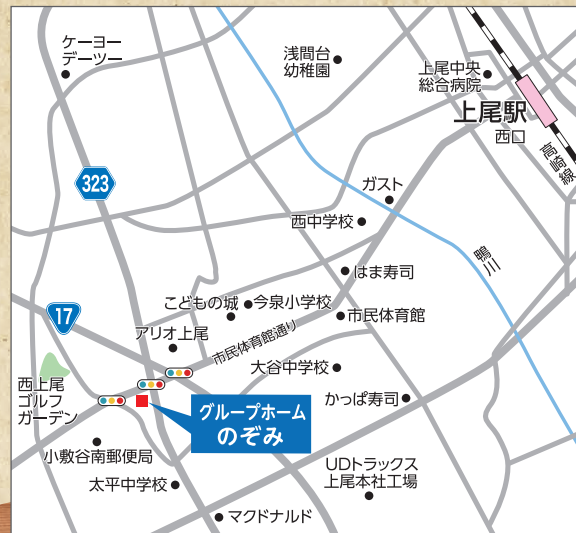 ケーヨー
デーツー
浅間台
幼稚園
上尾中央
総合病院
上尾駅
西口
高崎線
323
ガスト
西中学校
鴨川
はま寿司
こどもの城
今泉小学校
17
市民体育館
アリオ上尾
市民体育館通り
大谷中学校
西上尾
ゴルフ
ガーデン
かっぱ寿司
グループホーム
のぞみ
小敷谷南郵便局
UDトラックス
上尾本社工場
太平中学校
マクドナルド